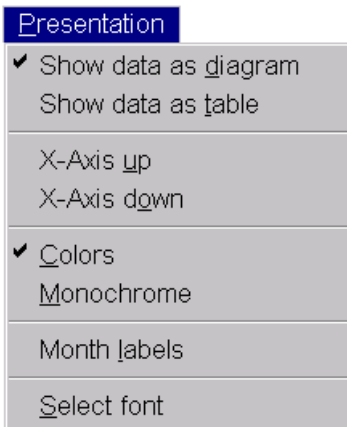 Presentation
Show data as diagram
Show data as table
X-Axis up
X-Axis down
Colors
Monochrome
Month labels
Select font